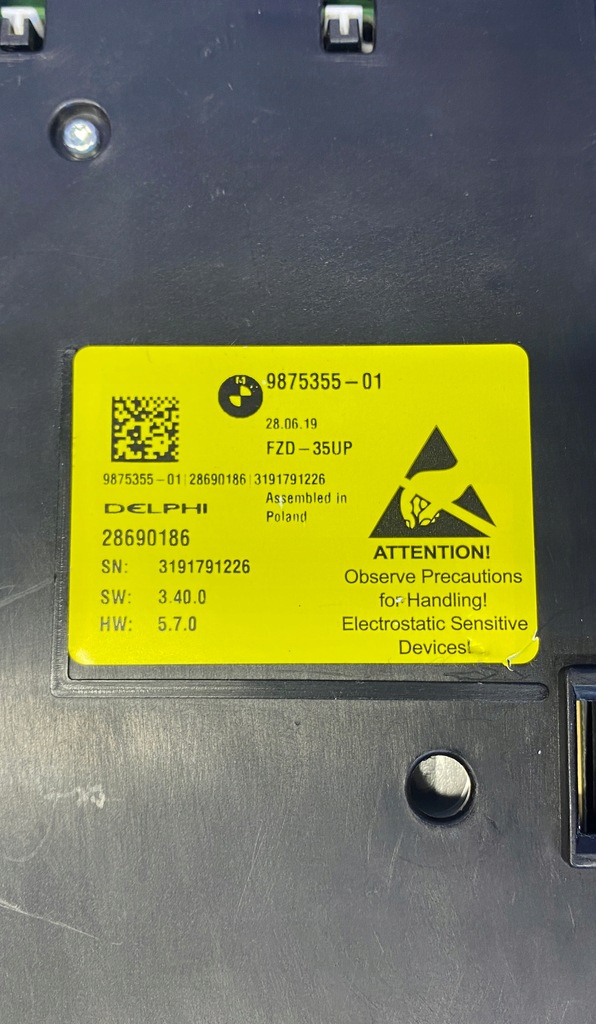 9875355-01
28.06.19
FZD-35UP
9875355-01|28690186|3191791226
DELPHI
Assembled in
Poland
28690186
SN: 3191791226
SW: 3.40.0
HW: 5.7.0
ATTENTION!
Observe Precautions
for Handling!
Electrostatic Sensitive
Devices!